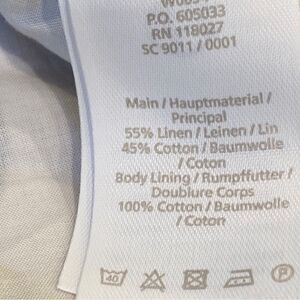 P.O. 605033
RN 118027
SC 9011 / 0001
Main / Hauptmaterial /
Principal
55% Linen / Leinen / Lin
45% Cotton / Baumwolle
/ Coton
Body Lining / Rumpffutter /
Doublure Corps
100% Cotton / Baumwolle
/ Coton
40
P